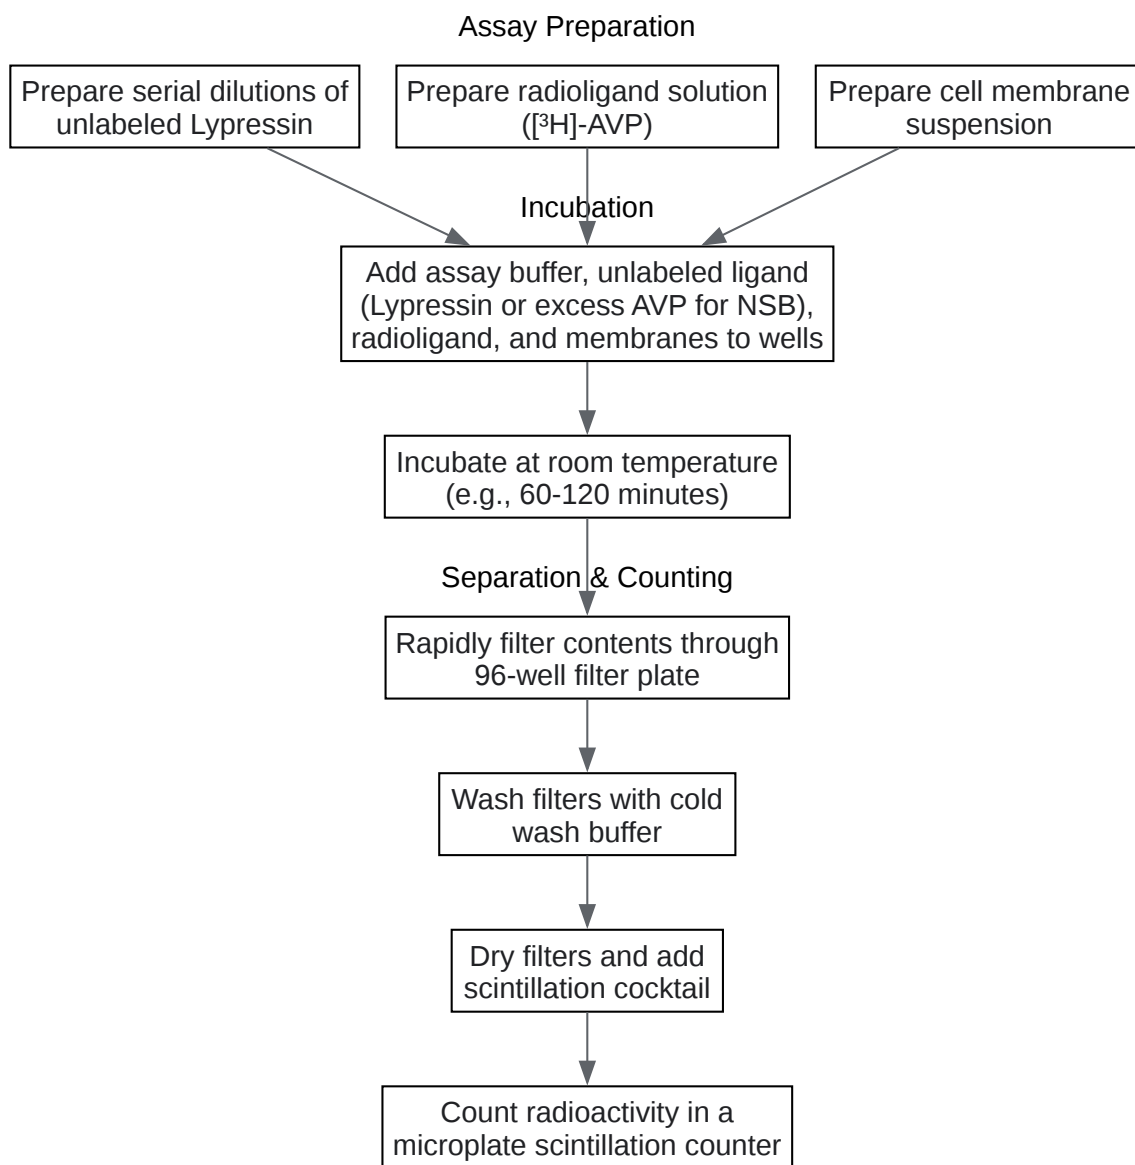 Assay Preparation
Prepare serial dilutions of
unlabeled Lypressin
Prepare radioligand solution
([³H]-AVP)
Prepare cell membrane
suspension
Incubation
Add assay buffer, unlabeled ligand
(Lypressin or excess AVP for NSB),
radioligand, and membranes to wells
Incubate at room temperature
(e.g., 60-120 minutes)
Separation & Counting
Rapidly filter contents through
96-well filter plate
Wash filters with cold
wash buffer
Dry filters and add
scintillation cocktail
Count radioactivity in a
microplate scintillation counter